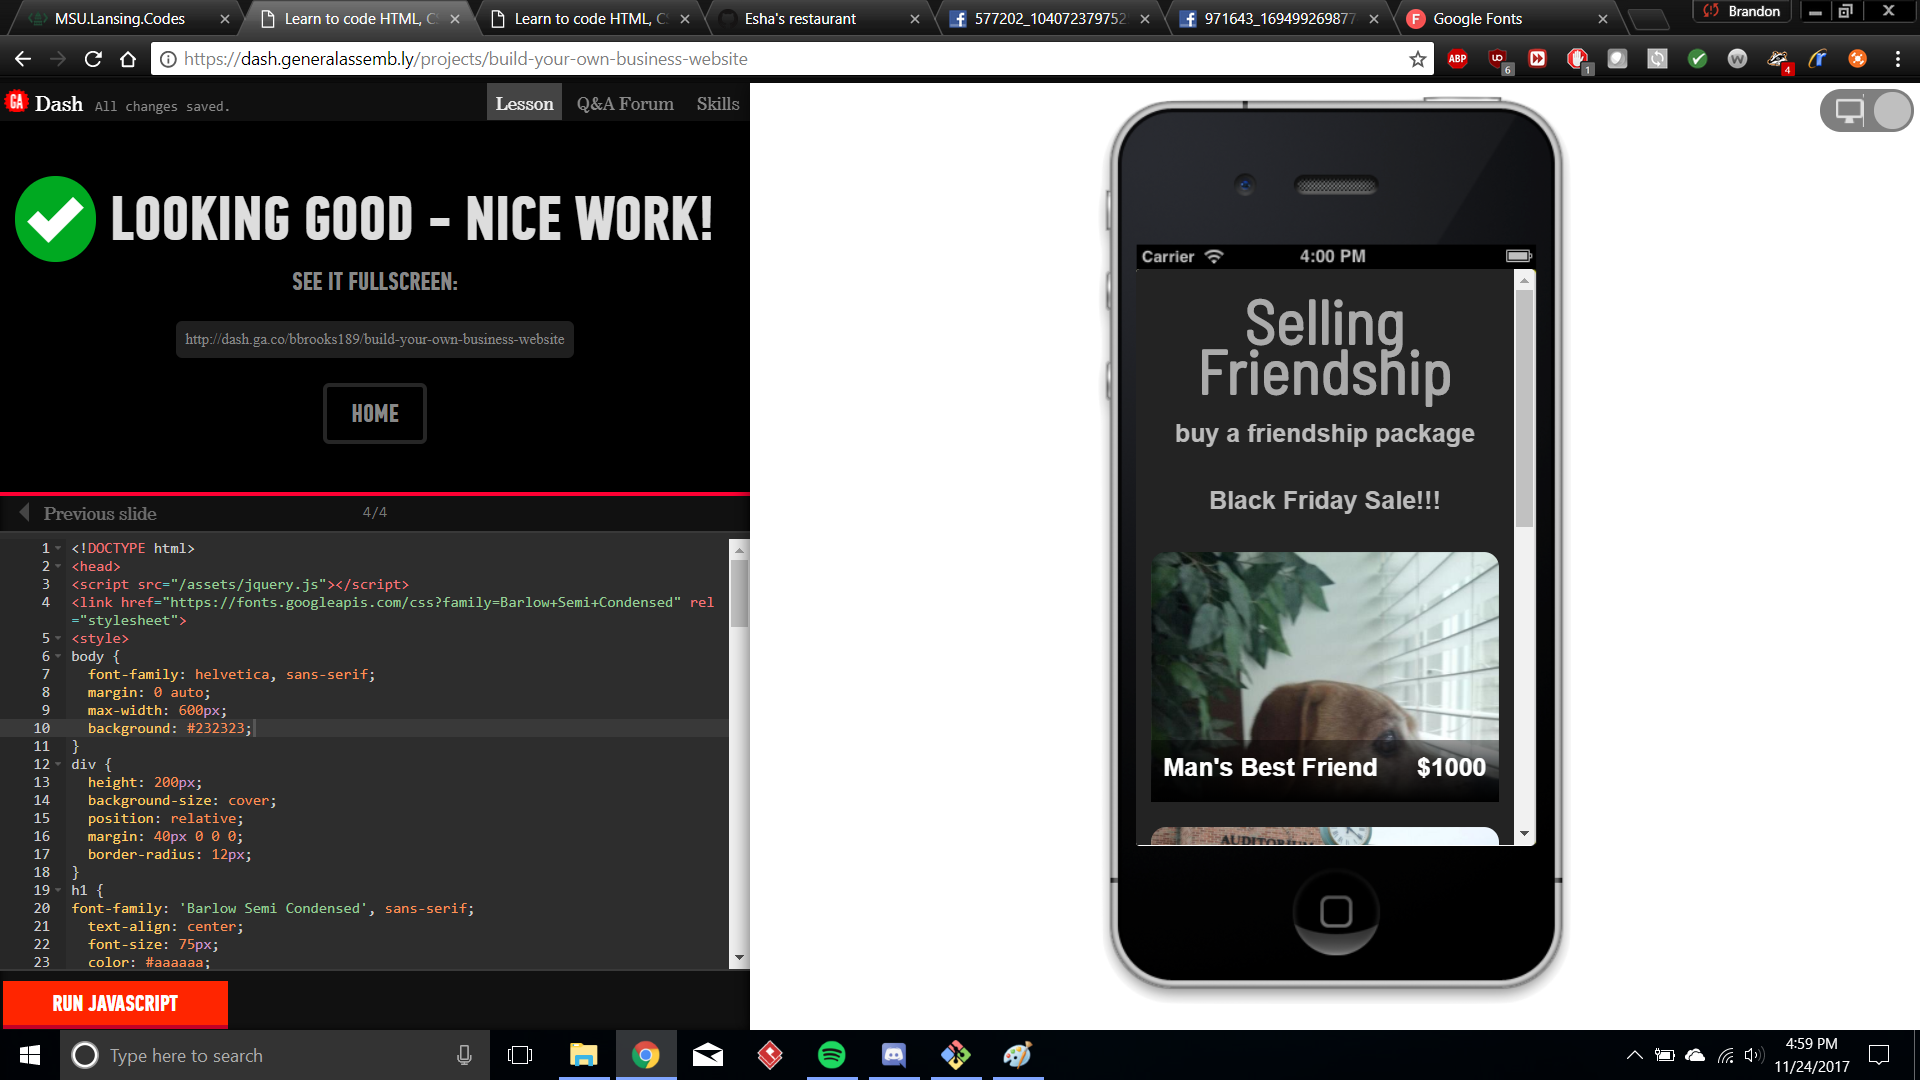 MSU.Lansing.Codes
Learn to code HTML, C
Learn to code HTML, C
Esha's restaurant
577202_104072379752
971643_169499269877
Google Fonts
Brandon
https://dash.generalassemb.ly/projects/build-your-own-business-website
ABP
6
1
W
4
GA
Dash
All changes saved.
Lesson
Q&A Forum
Skills
LOOKING GOOD - NICE WORK!
SEE IT FULLSCREEN:
http://dash.ga.co/bbrooks189/build-your-own-business-website
HOME
Previous slide
4/4
1 <!DOCTYPE html>
2 <head>
3 <script src="/assets/jquery.js"></script>
4 <link href="https://fonts.googleapis.com/css?family=Barlow+Semi+Condensed" rel
="stylesheet">
5 <style>
6 body {
7 font-family: helvetica, sans-serif;
8 margin: 0 auto;
9 max-width: 600px;
10 background: #232323;
11 }
12 div {
13 height: 200px;
14 background-size: cover;
15 position: relative;
16 margin: 40px 0 0 0;
17 border-radius: 12px;
18 }
19 h1 {
20 font-family: 'Barlow Semi Condensed', sans-serif;
21 text-align: center;
22 font-size: 75px;
23 color: #aaaaaa;
RUN JAVASCRIPT
Carrier
4:00 PM
Selling
Friendship
buy a friendship package
Black Friday Sale!!!
Man's Best Friend $1000
AUDITORIUM
Type here to search
4:59 PM
11/24/2017